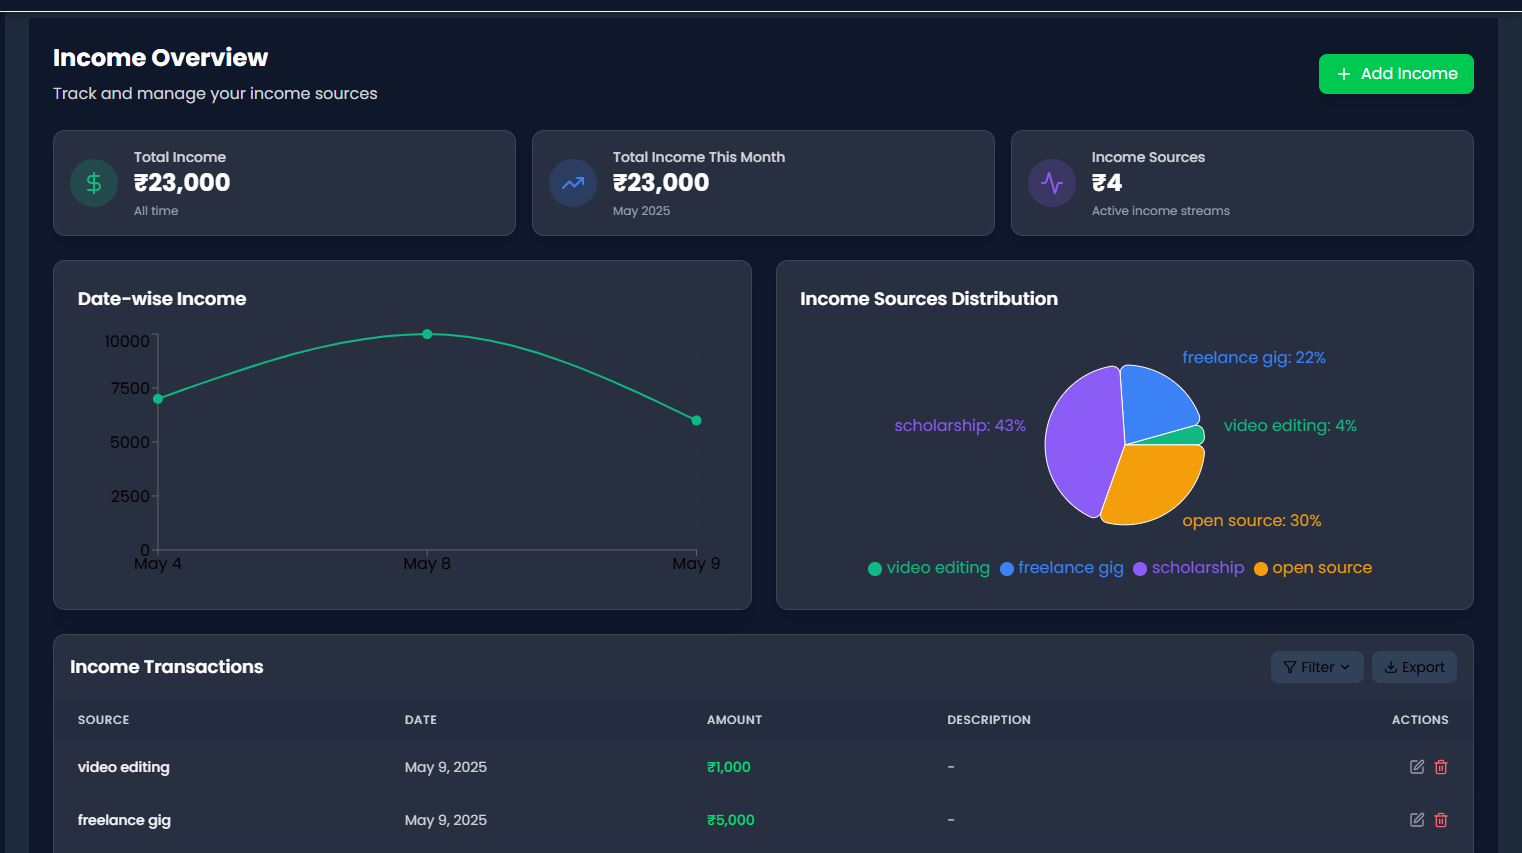 Income Overview
Track and manage your income sources
+ Add Income
Total Income
₹23,000
All time
Total Income This Month
₹23,000
May 2025
Income Sources
₹4
Active income streams
Date-wise Income
10000
7500
5000
2500
0
May 4
May 8
May 9
Income Sources Distribution
freelance gig: 22%
scholarship: 43%
video editing: 4%
open source: 30%
video editing
freelance gig
scholarship
open source
Income Transactions
Filter
Export
SOURCE DATE AMOUNT DESCRIPTION ACTIONS
video editing May 9, 2025 ₹1,000 -
freelance gig May 9, 2025 ₹5,000 -